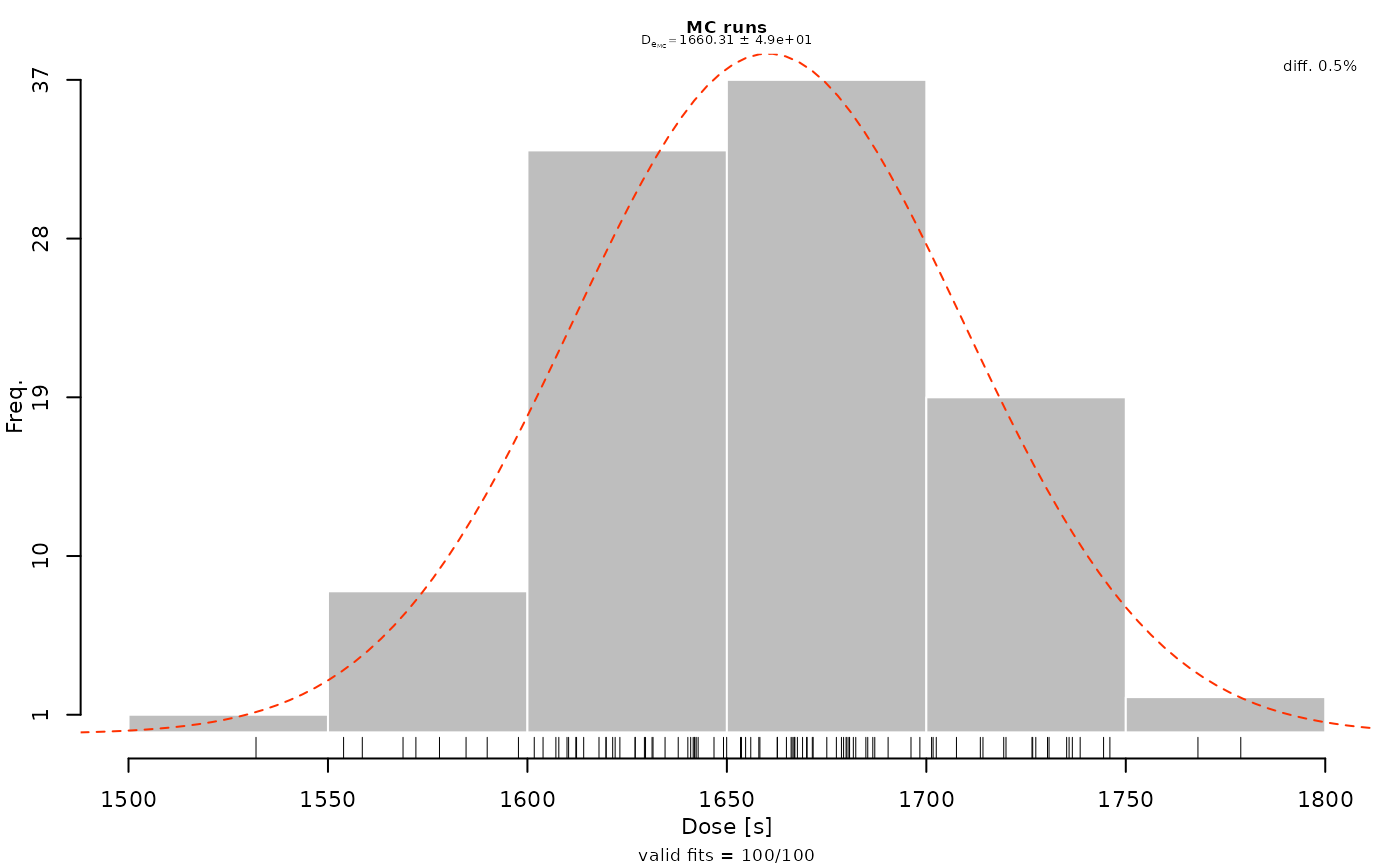 MC runs
DeMC=1660.31 ± 4.9e+01
diff. 0.5%
37
28
19
10
1
Freq.
1500 1550 1600 1650 1700 1750 1800
Dose [s]
valid fits = 100/100